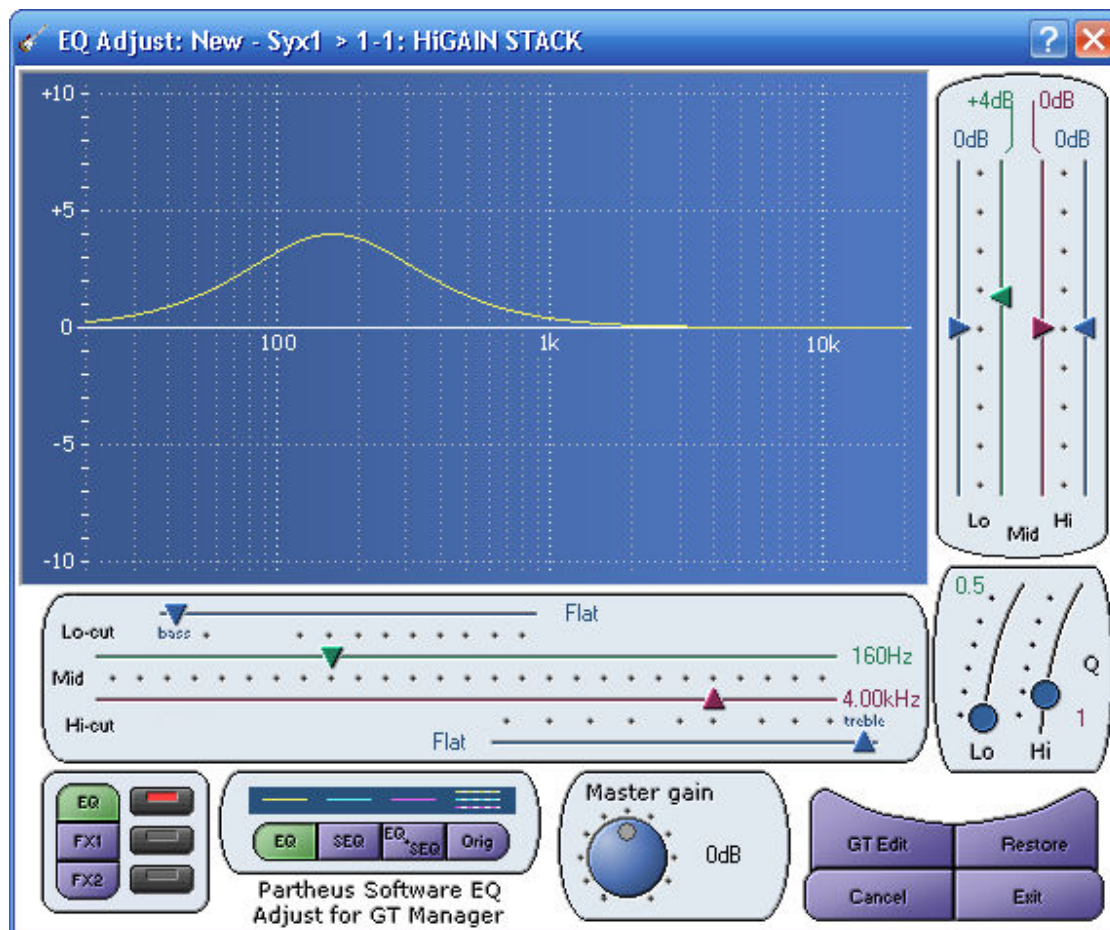 EQ Adjust: New - Syx1 > 1-1: HiGAIN STACK
?
+10
+5
0
-5
-10
100 1k 10k
+4dB 0dB
0dB 0dB
Lo Mid Hi
Lo-cut
bass
Flat
Mid
160Hz
4.00kHz
Hi-cut
treble
Flat
0.5
Q
1
Lo Hi
EQ
FX1
FX2
EQ SEQ EQ+SEQ Orig
Partheus Software EQ
Adjust for GT Manager
Master gain
0dB
GT Edit Restore
Cancel Exit